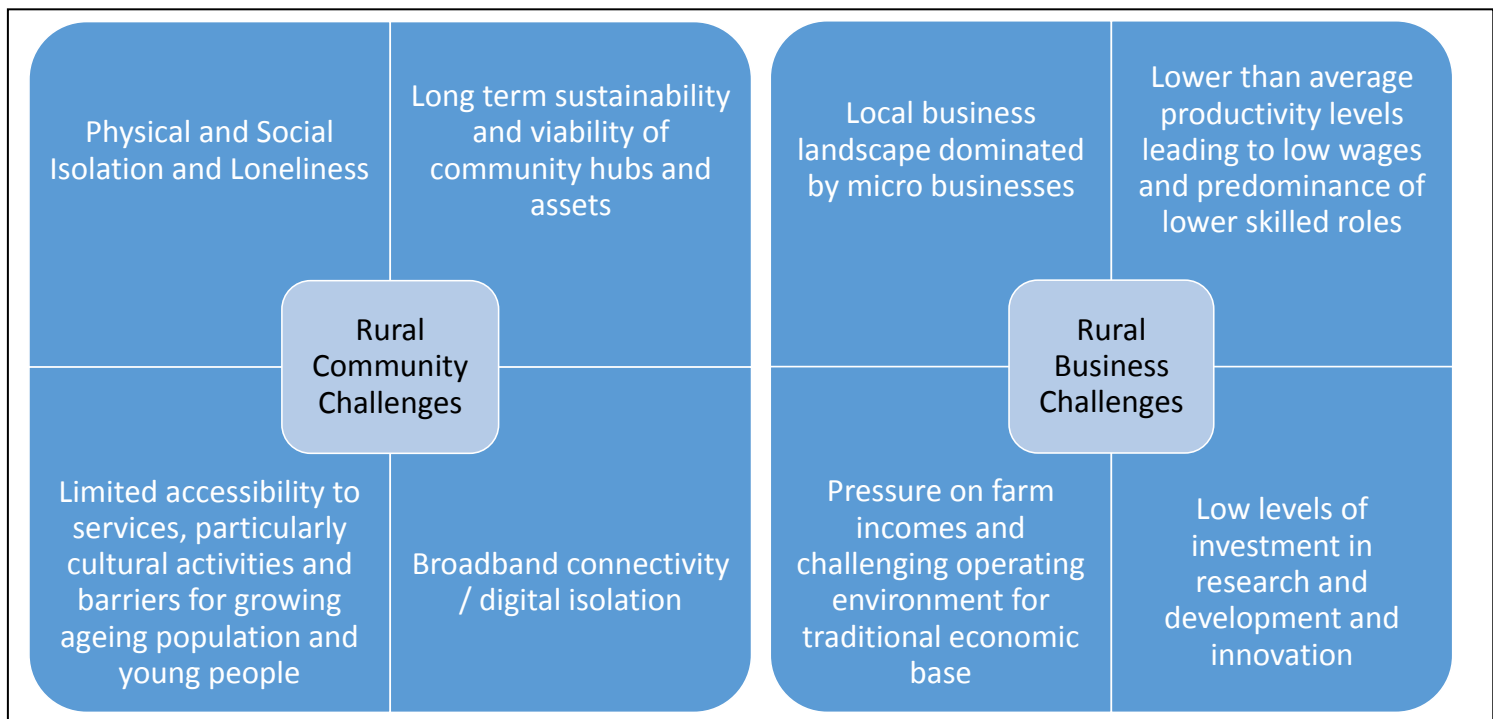 Physical and Social
Isolation and Loneliness
Long term sustainability
and viability of
community hubs and
assets
Rural
Community
Challenges
Limited accessibility to
services, particularly
cultural activities and
barriers for growing
ageing population and
young people
Broadband connectivity
/ digital isolation
Local business
landscape dominated
by micro businesses
Lower than average
productivity levels
leading to low wages
and predominance of
lower skilled roles
Rural
Business
Challenges
Pressure on farm
incomes and
challenging operating
environment for
traditional economic
base
Low levels of
investment in
research and
development and
innovation